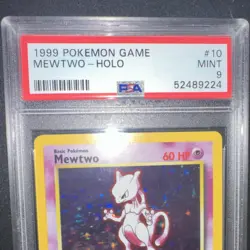 1999 POKEMON GAME #10
MEWTWO-HOLO MINT
9
PSA 52489224
Basic Pokémon
Mewtwo 60 HP